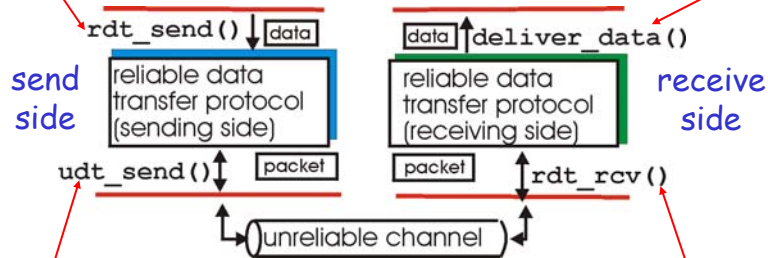 rdt_send()
data
data
deliver_data()
send
side
reliable data
transfer protocol
(sending side)
reliable data
transfer protocol
(receiving side)
receive
side
udt_send()
packet
packet
rdt_rcv()
unreliable channel